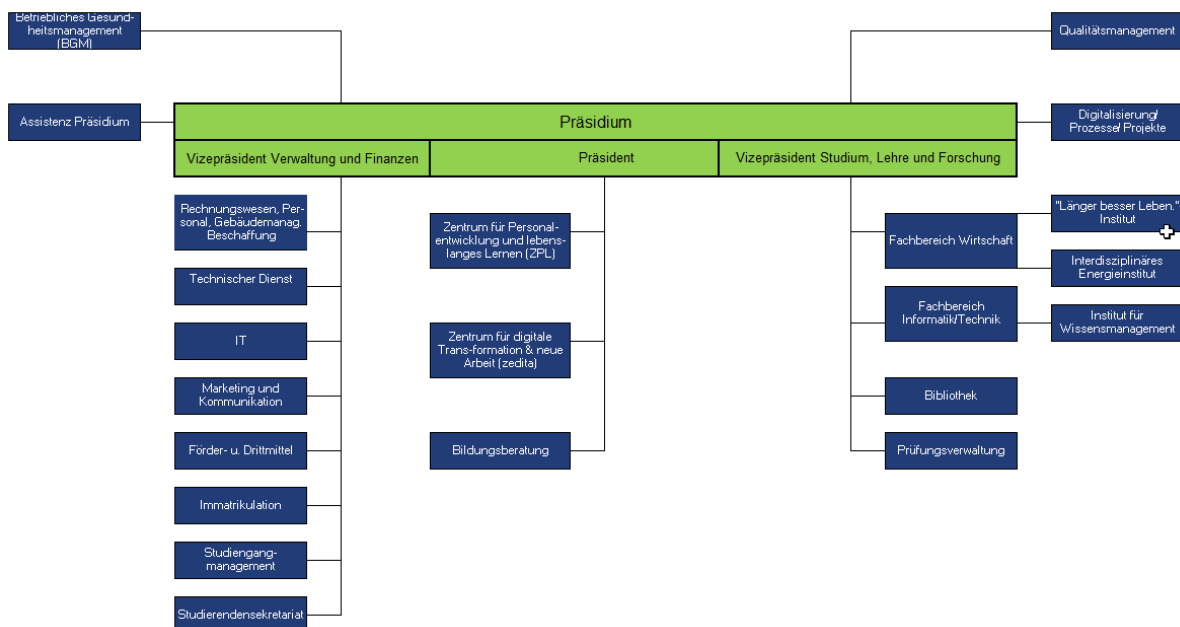 Betriebliches Gesund-
heitsmanagement
(BGM)
Qualitätsmanagement
Assistenz Präsidium
Präsidium
Digitalisierung/
Prozesse/ Projekte
Vizepräsident Verwaltung und Finanzen
Präsident
Vizepräsident Studium, Lehre und Forschung
Rechnungswesen, Per-
sonal, Gebäudemanag.
Beschaffung
Technischer Dienst
IT
Marketing und
Kommunikation
Förder- u. Drittmittel
Immatrikulation
Studiengang-
management
Studierendensekretariat
Zentrum für Personal-
entwicklung und lebens-
langes Lernen (ZPL)
Zentrum für digitale
Trans-formation & neue
Arbeit (zedita)
Bildungsberatung
Fachbereich Wirtschaft
"Länger besser Leben."
Institut
Interdisziplinäres
Energieinstitut
Fachbereich
Informatik/Technik
Institut für
Wissensmanagement
Bibliothek
Prüfungsverwaltung